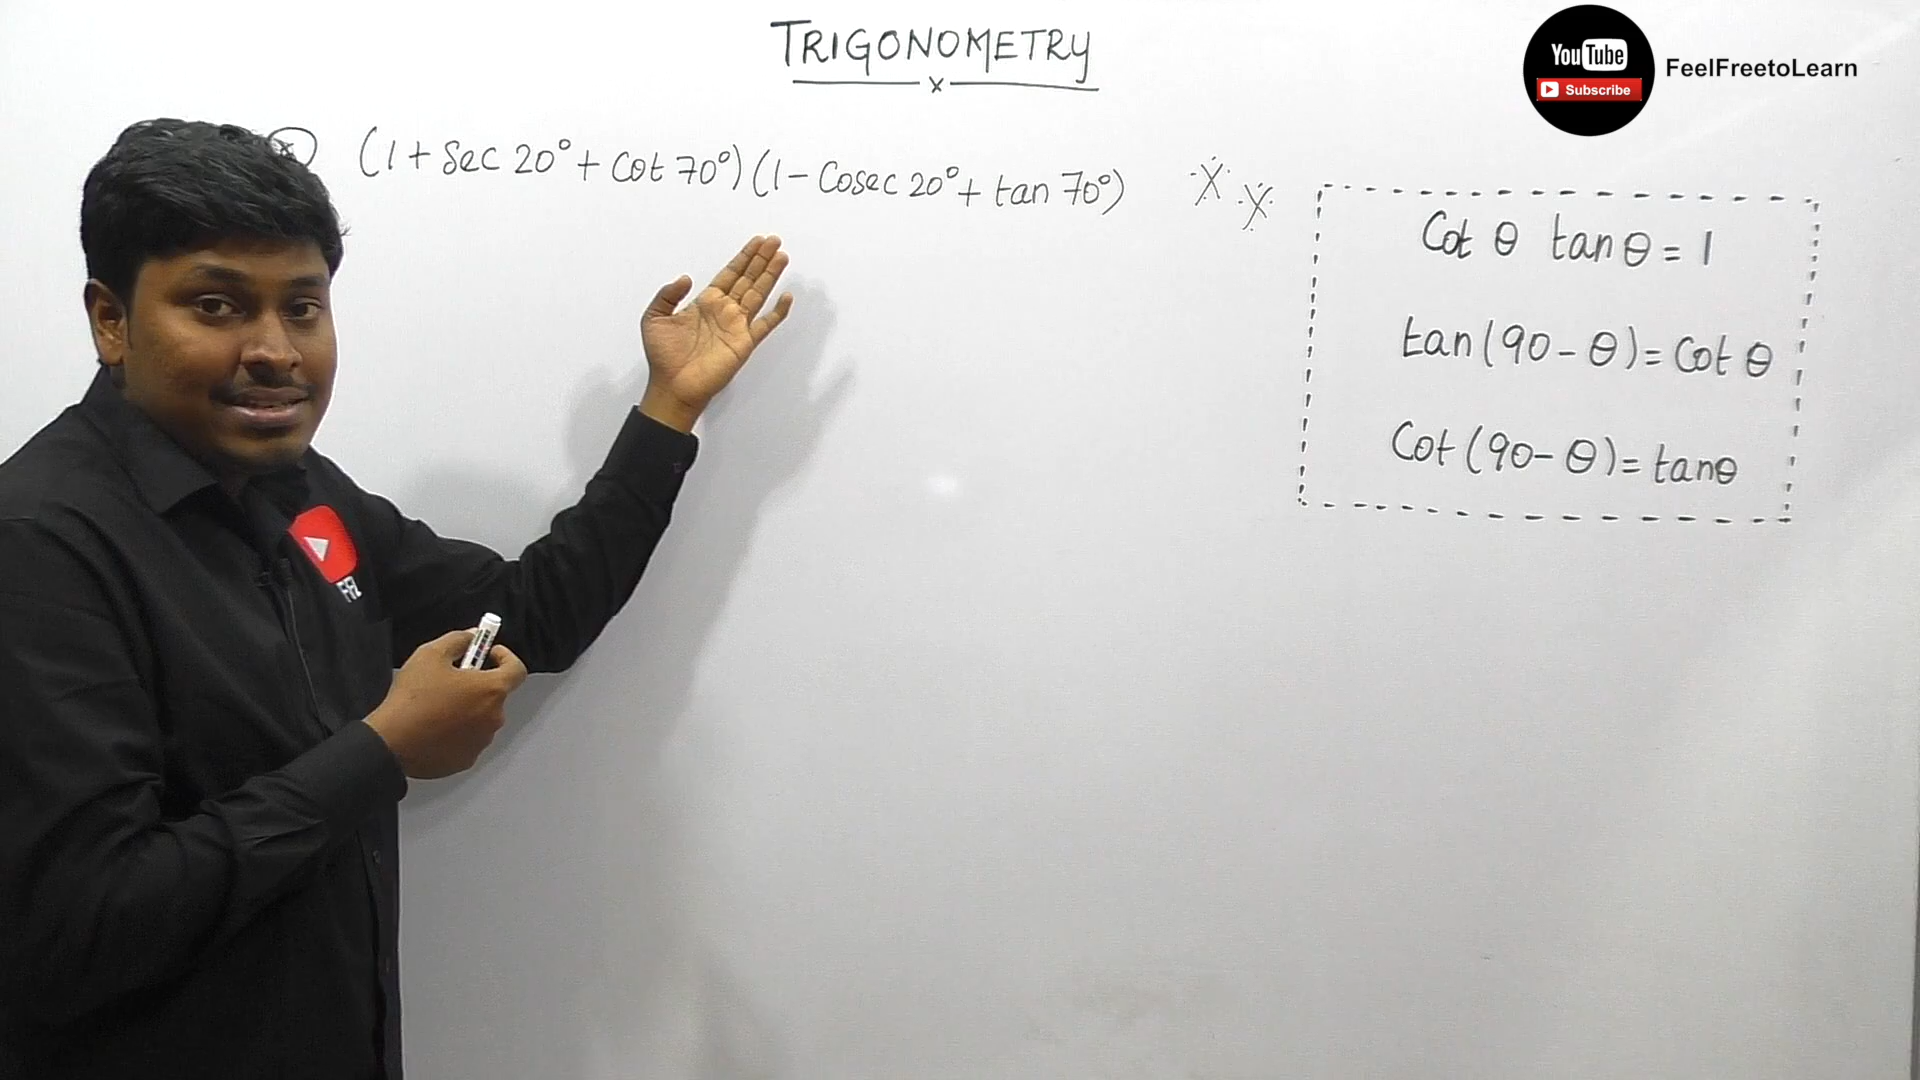 TRIGONOMETRY
x
(1 + Sec 20° + Cot 70°) (1 - Cosec 20° + tan 70°)
Cot θ tan θ = 1
tan (90 - θ) = Cot θ
Cot (90 - θ) = tan θ
YouTube
Subscribe
FeelFreetoLearn
FFL